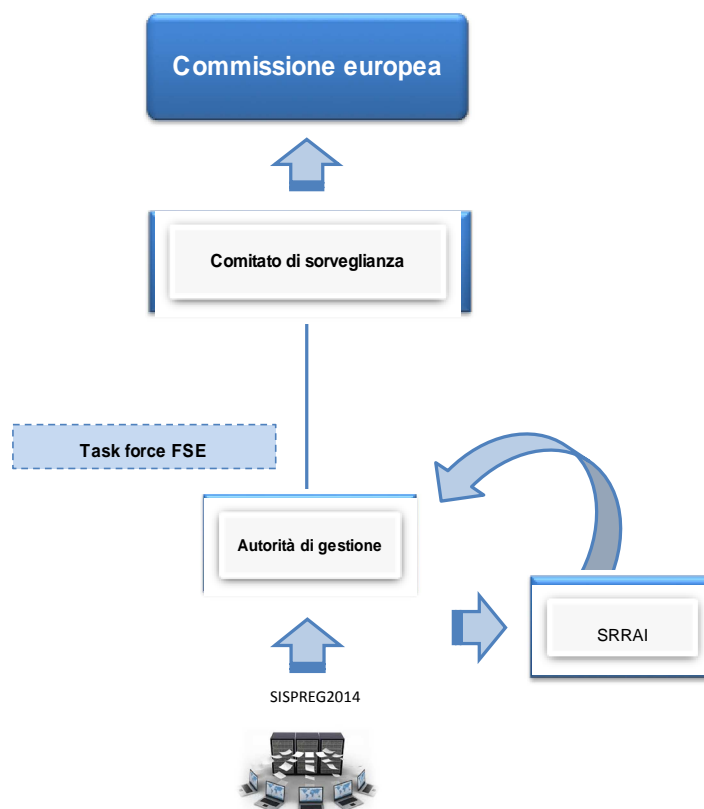 Commissione europea
Comitato di sorveglianza
Task force FSE
Autorità di gestione
SRRAI
SISPREG2014